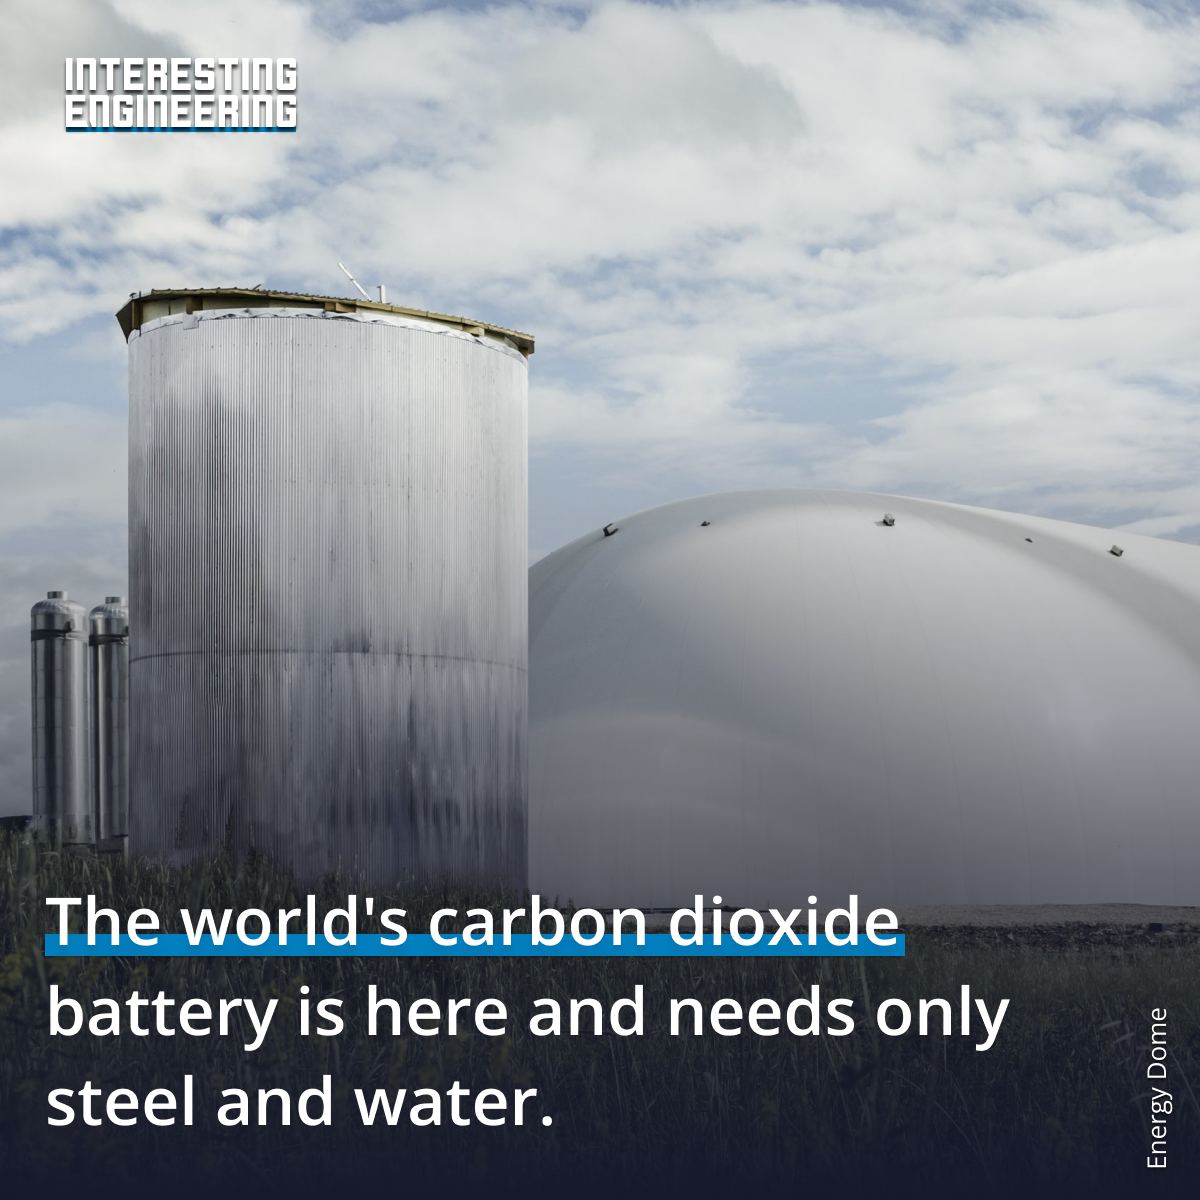 INTERESTING
ENGINEERING
The world's carbon dioxide
battery is here and needs only
steel and water.
Energy Dome